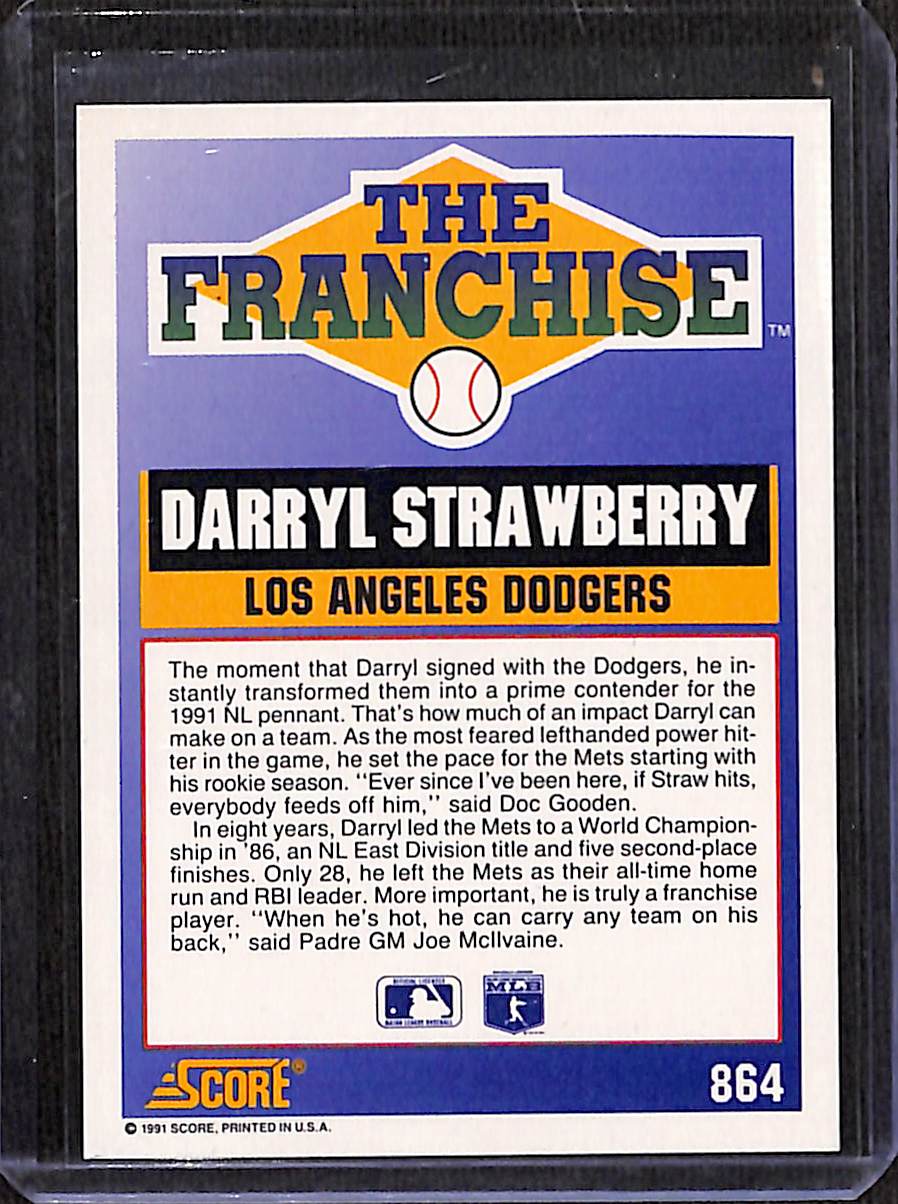 THE
FRANCHISE
TM
DARRYL STRAWBERRY
LOS ANGELES DODGERS
The moment that Darryl signed with the Dodgers, he in-
stantly transformed them into a prime contender for the
1991 NL pennant. That's how much of an impact Darryl can
make on a team. As the most feared lefthanded power hit-
ter in the game, he set the pace for the Mets starting with
his rookie season. "Ever since I've been here, if Straw hits,
everybody feeds off him," said Doc Gooden.
In eight years, Darryl led the Mets to a World Champion-
ship in '86, an NL East Division title and five second-place
finishes. Only 28, he left the Mets as their all-time home
run and RBI leader. More important, he is truly a franchise
player. "When he's hot, he can carry any team on his
back," said Padre GM Joe McIlvaine.
OFFICIAL LICENSEE
MAJOR LEAGUE BASEBALL
MLB
SCORE®
864
© 1991 SCORE, PRINTED IN U.S.A.